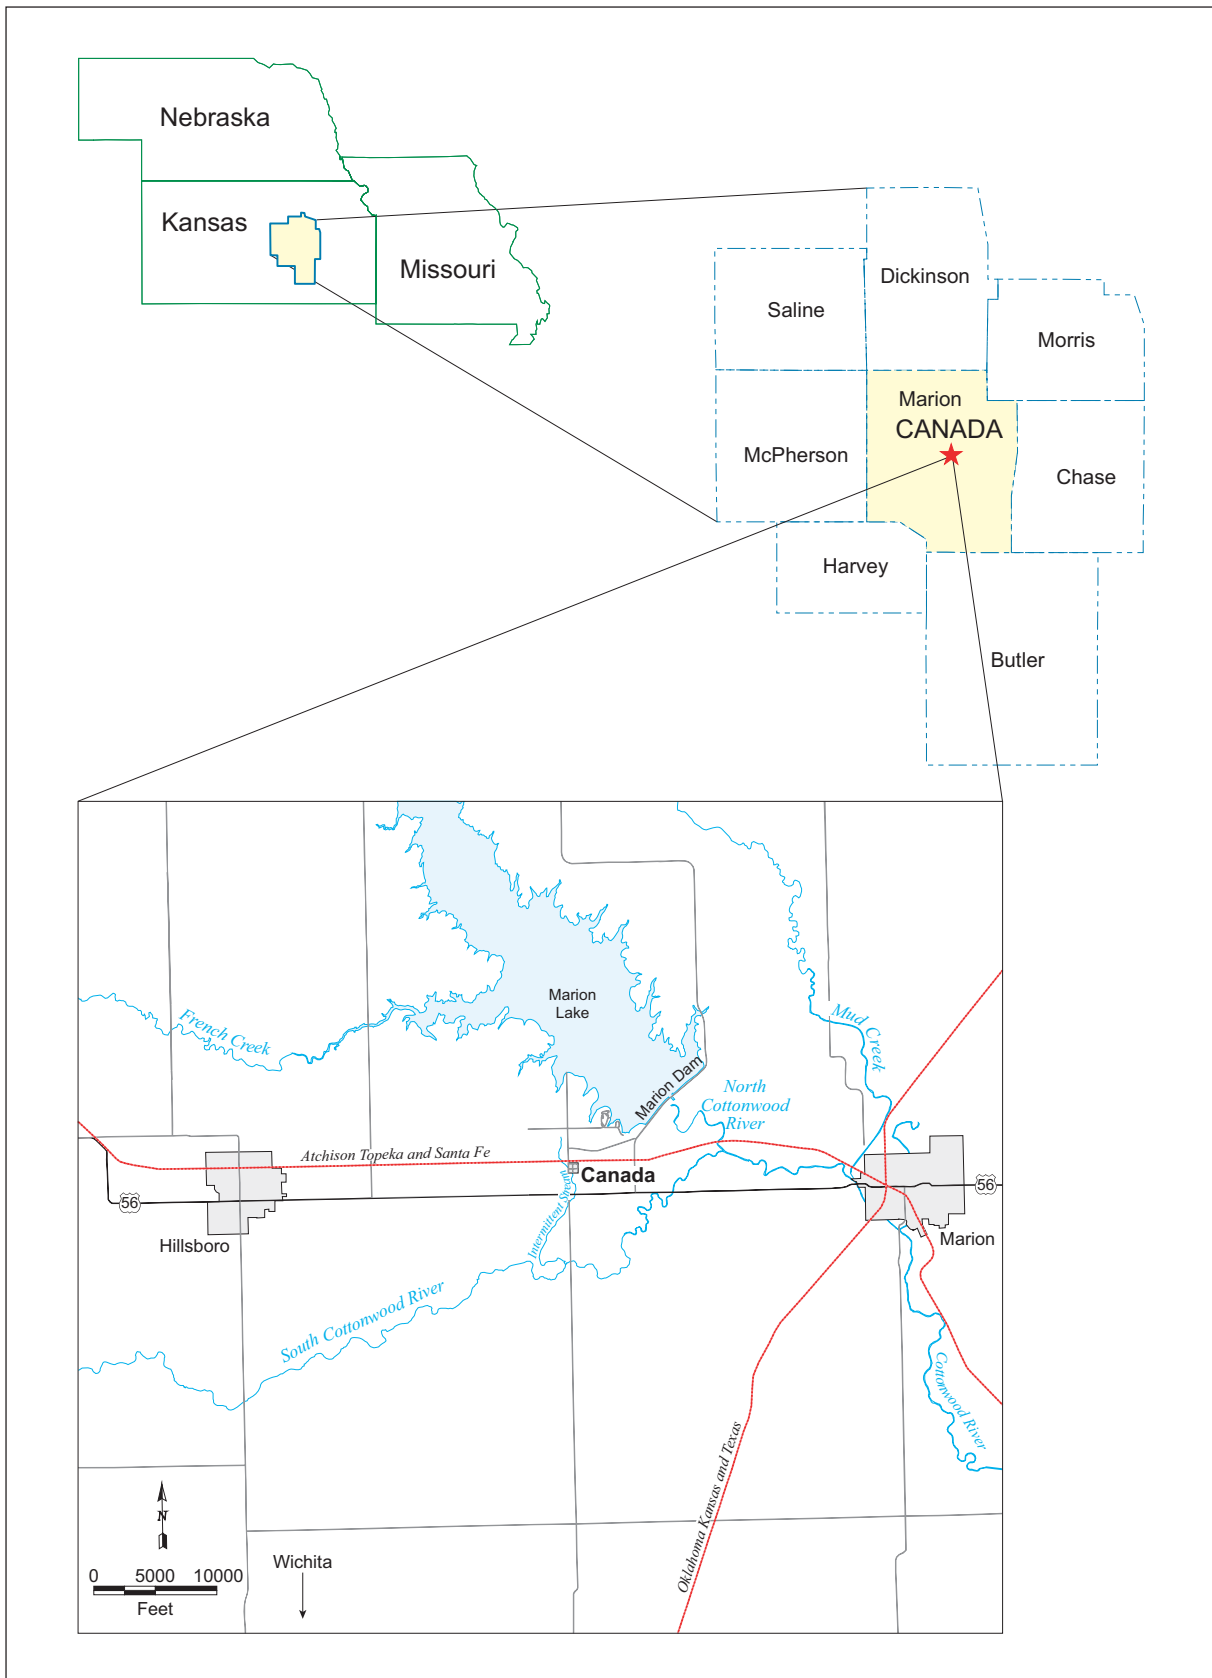 Nebraska
Kansas
Missouri
Dickinson
Saline
Morris
Marion
CANADA
McPherson
Chase
Harvey
Butler
Marion
Lake
French Creek
Mud Creek
Marion Dam
North
Cottonwood
River
Atchison Topeka and Santa Fe
Canada
Intermittent Stream
56
56
Hillsboro
Marion
South Cottonwood River
Cottonwood River
Oklahoma Kansas and Texas
N
Wichita
0 5000 10000
Feet